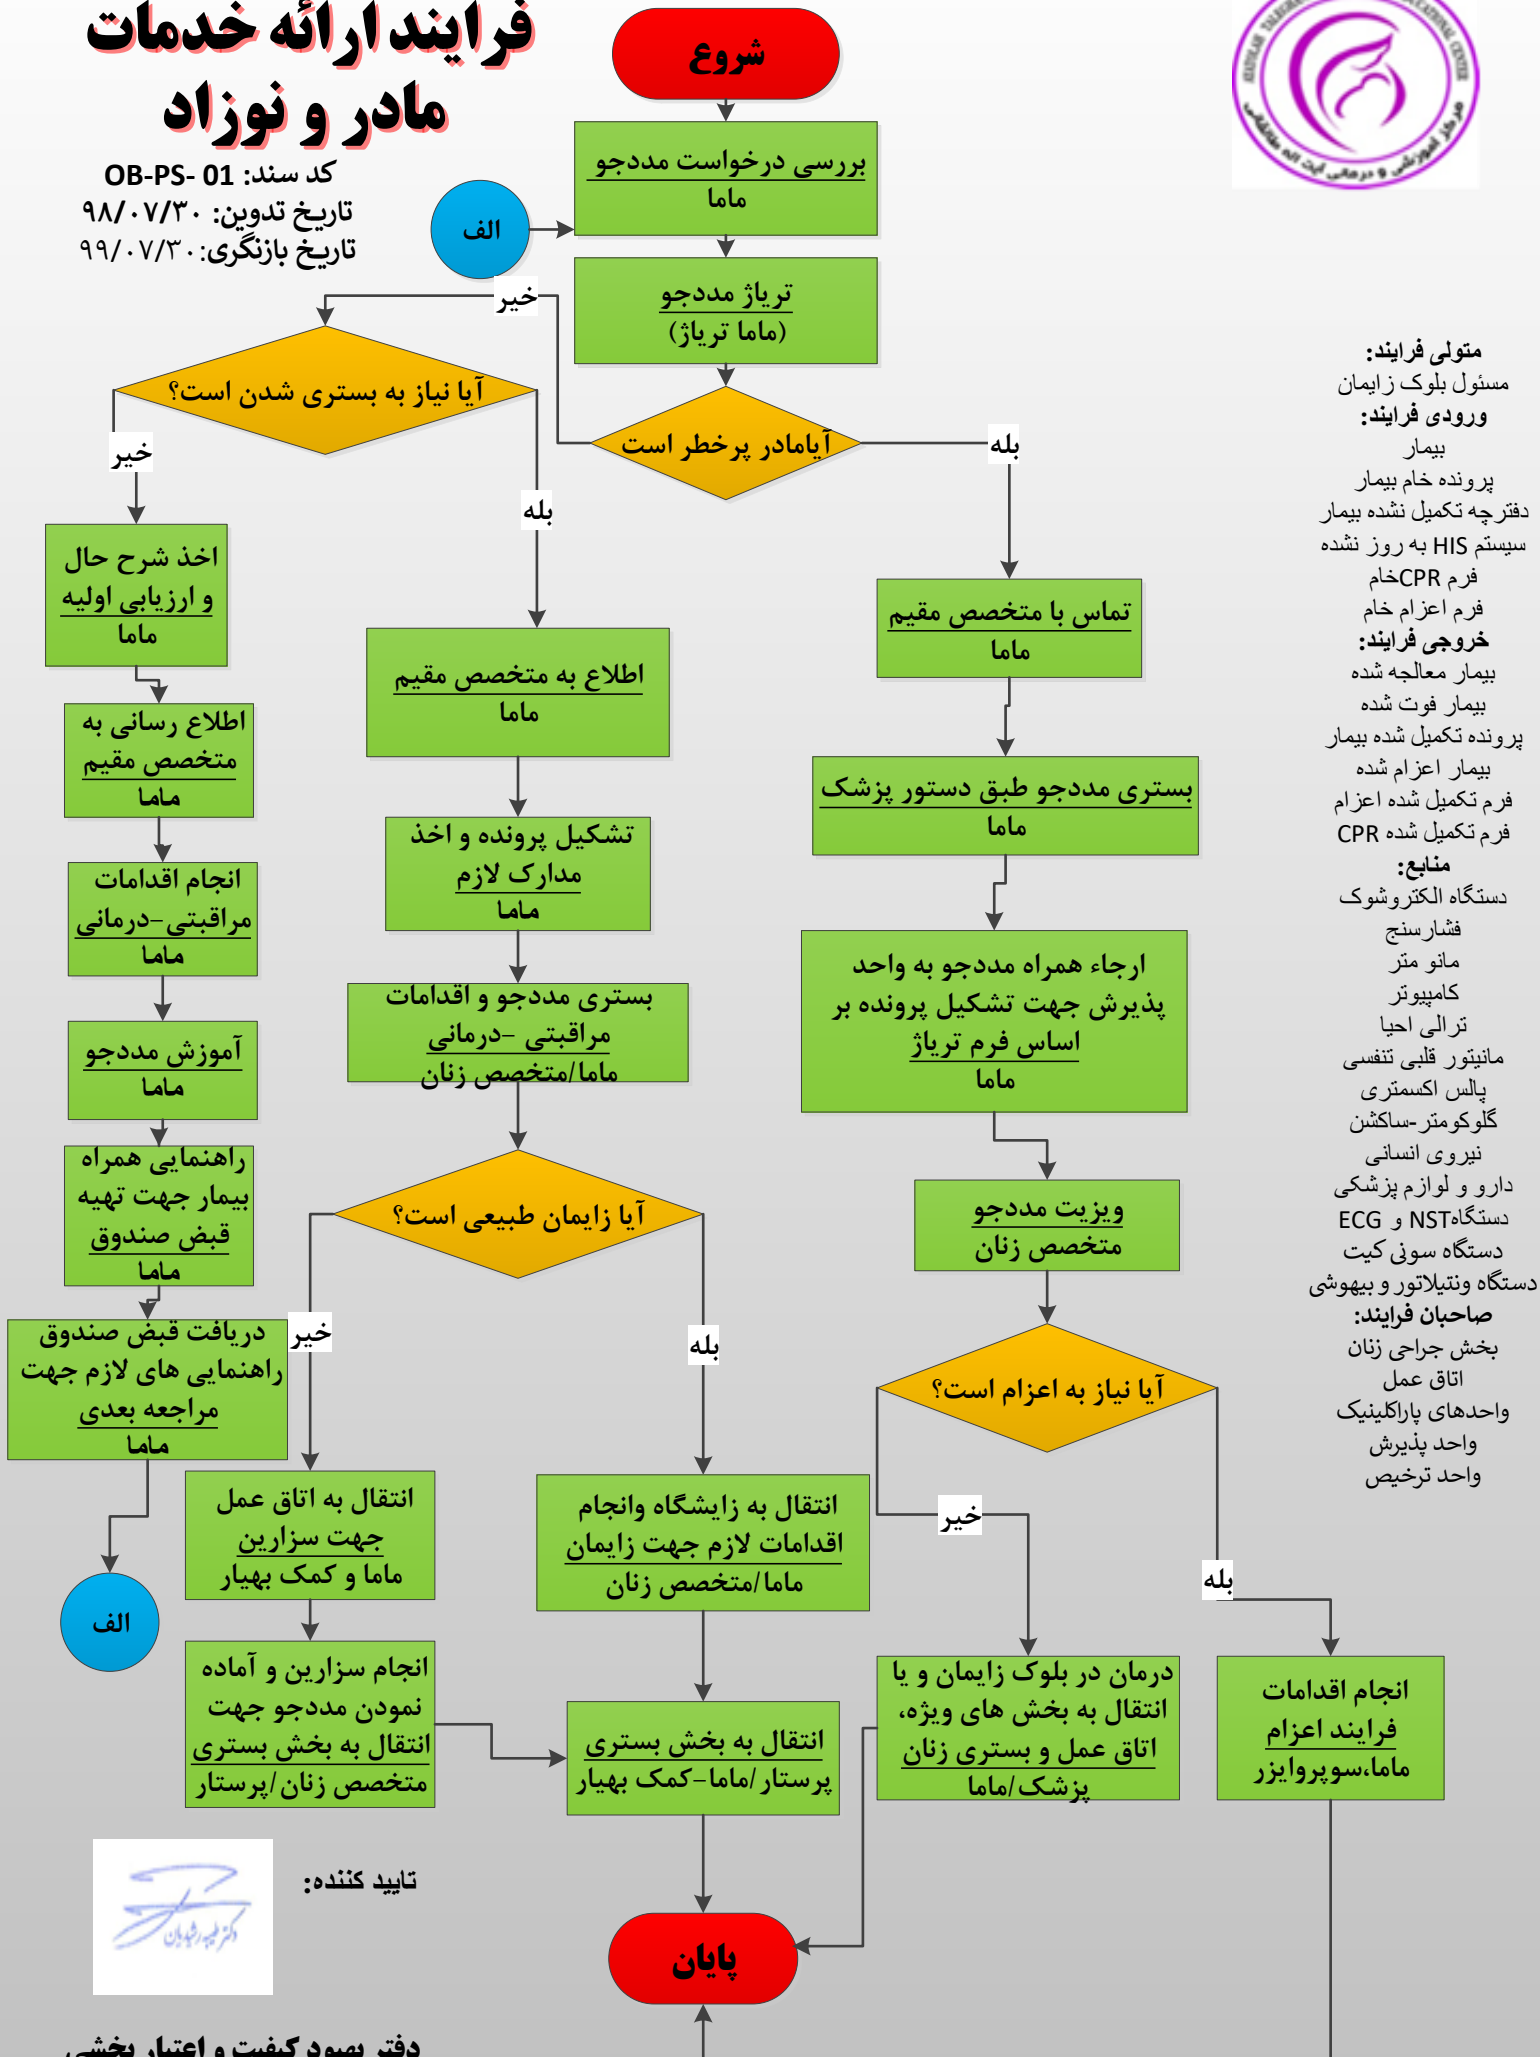 فرایند ارائه خدمات
مادر و نوزاد
کد سند: OB-PS- 01
تاریخ تدوین: ۹۸/۰۷/۳۰
تاریخ بازنگری:۹۹/۰۷/۳۰
مرکز آموزشی و درمانی آیت اله طالقانی
شروع
بررسی درخواست مددجو
ماما
الف
تریاژ مددجو
(ماما تریاژ)
آیامادر پرخطر است
خیر
بله
آیا نیاز به بستری شدن است؟
خیر
بله
اخذ شرح حال
و ارزیابی اولیه
ماما
اطلاع رسانی به
متخصص مقیم
ماما
انجام اقدامات
مراقبتی-درمانی
ماما
آموزش مددجو
ماما
راهنمایی همراه
بیمار جهت تهیه
قبض صندوق
ماما
دریافت قبض صندوق
راهنمایی های لازم جهت
مراجعه بعدی
ماما
الف
اطلاع به متخصص مقیم
ماما
تشکیل پرونده و اخذ
مدارک لازم
ماما
بستری مددجو و اقدامات
مراقبتی -درمانی
ماما/متخصص زنان
آیا زایمان طبیعی است؟
خیر
بله
انتقال به اتاق عمل
جهت سزارین
ماما و کمک بهیار
انجام سزارین و آماده
نمودن مددجو جهت
انتقال به بخش بستری
متخصص زنان/پرستار
انتقال به زایشگاه وانجام
اقدامات لازم جهت زایمان
ماما/متخصص زنان
انتقال به بخش بستری
پرستار/ماما-کمک بهیار
تماس با متخصص مقیم
ماما
بستری مددجو طبق دستور پزشک
ماما
ارجاء همراه مددجو به واحد
پذیرش جهت تشکیل پرونده بر
اساس فرم تریاژ
ماما
ویزیت مددجو
متخصص زنان
آیا نیاز به اعزام است؟
خیر
بله
درمان در بلوک زایمان و یا
انتقال به بخش های ویژه،
اتاق عمل و بستری زنان
پزشک/ماما
انجام اقدامات
فرایند اعزام
ماما،سوپروایزر
پایان
متولی فرایند:
مسئول بلوک زایمان
ورودی فرایند:
بیمار
پرونده خام بیمار
دفترچه تکمیل نشده بیمار
سیستم HIS به روز نشده
فرم CPRخام
فرم اعزام خام
خروجی فرایند:
بیمار معالجه شده
بیمار فوت شده
پرونده تکمیل شده بیمار
بیمار اعزام شده
فرم تکمیل شده اعزام
فرم تکمیل شده CPR
منابع:
دستگاه الکتروشوک
فشارسنج
مانو متر
کامپیوتر
ترالی احیا
مانیتور قلبی تنفسی
پالس اکسمتری
گلوکومتر-ساکشن
نیروی انسانی
دارو و لوازم پزشکی
دستگاهNST و ECG
دستگاه سونی کیت
دستگاه ونتیلاتور و بیهوشی
صاحبان فرایند:
بخش جراحی زنان
اتاق عمل
واحدهای پاراکلینیک
واحد پذیرش
واحد ترخیص
تایید کننده:
دفتر بهبود کیفیت و اعتبار بخشی